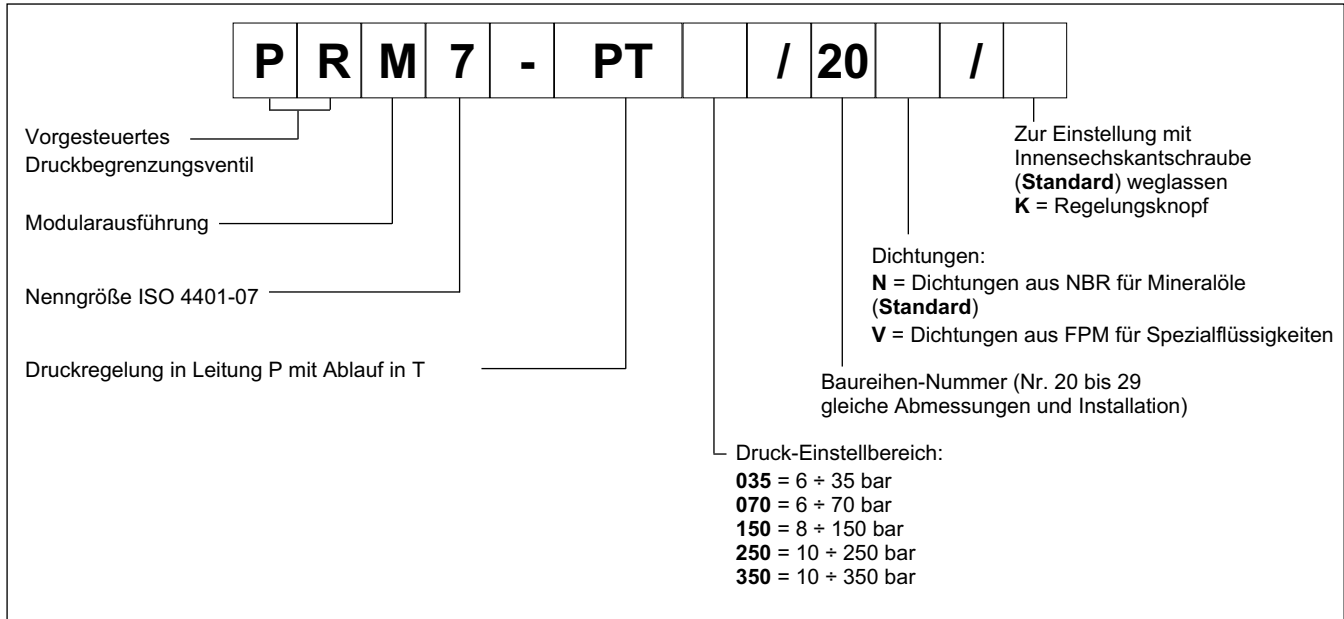 P R M 7 - PT / 20 /
Vorgesteuertes
Druckbegrenzungsventil
Modularausführung
Nenngröße ISO 4401-07
Druckregelung in Leitung P mit Ablauf in T
Zur Einstellung mit
Innensechskantschraube
(Standard) weglassen
K = Regelungsknopf
Dichtungen:
N = Dichtungen aus NBR für Mineralöle
(Standard)
V = Dichtungen aus FPM für Spezialflüssigkeiten
Baureihen-Nummer (Nr. 20 bis 29
gleiche Abmessungen und Installation)
Druck-Einstellbereich:
035 = 6 ÷ 35 bar
070 = 6 ÷ 70 bar
150 = 8 ÷ 150 bar
250 = 10 ÷ 250 bar
350 = 10 ÷ 350 bar